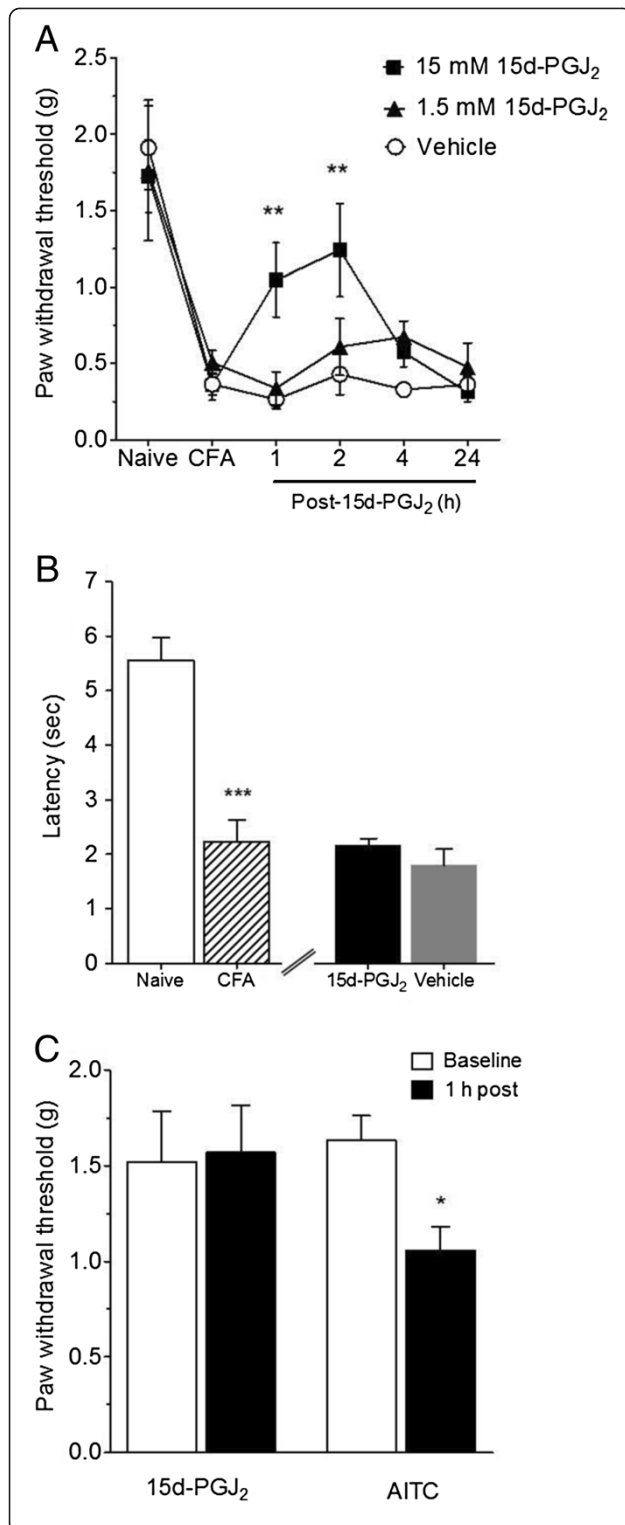 A
2.5
2.0
1.5
1.0
0.5
0.0
Paw withdrawal threshold (g)
15 mM 15d-PGJ₂
1.5 mM 15d-PGJ₂
Vehicle
**
**
Naive CFA 1 2 4 24
Post-15d-PGJ₂ (h)
B
7
6
5
4
3
2
1
0
Latency (sec)
***
Naive CFA 15d-PGJ₂ Vehicle
C
2.0
1.5
1.0
0.5
0.0
Paw withdrawal threshold (g)
Baseline
1 h post
*
15d-PGJ₂ AITC